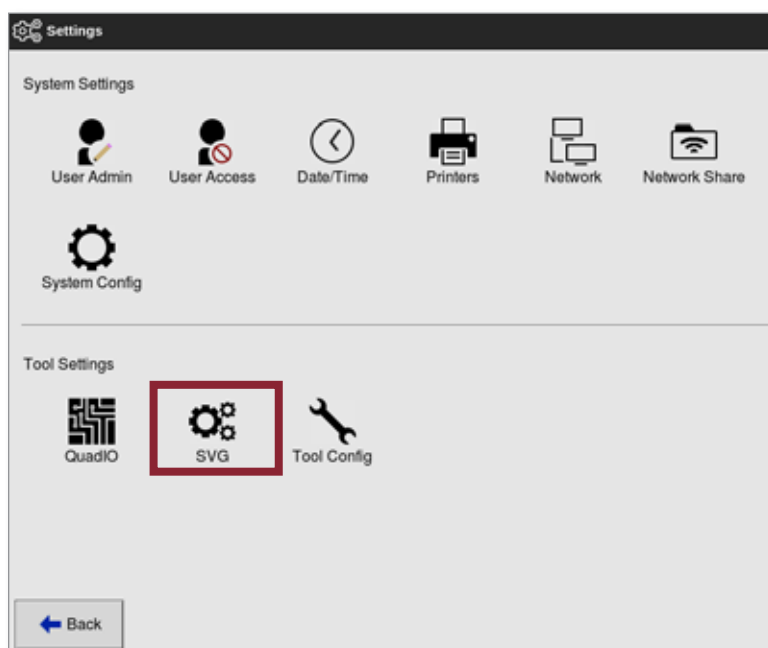 Settings
System Settings
User Admin
User Access
Date/Time
Printers
Network
Network Share
System Config
Tool Settings
QuadIO
SVG
Tool Config
Back